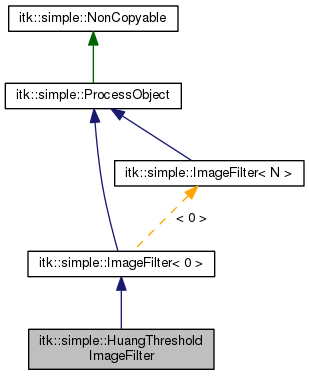 itk::simple::NonCopyable
itk::simple::ProcessObject
itk::simple::ImageFilter< N >
< 0 >
itk::simple::ImageFilter< 0 >
itk::simple::HuangThreshold
ImageFilter